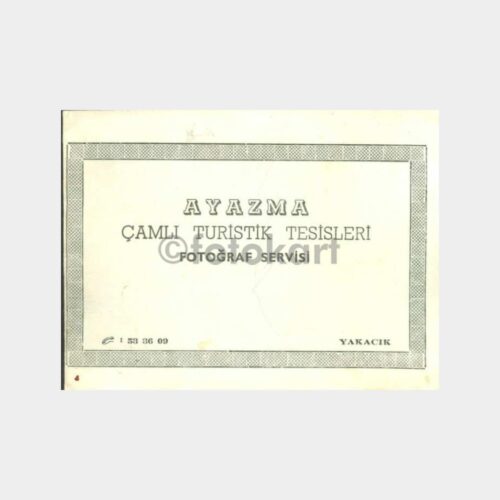 AYAZMA
ÇAMLI TURİSTİK TESİSLERİ
©fotokart
FOTOĞRAF SERVİSİ
✆ 1 53 36 09 YAKACIK